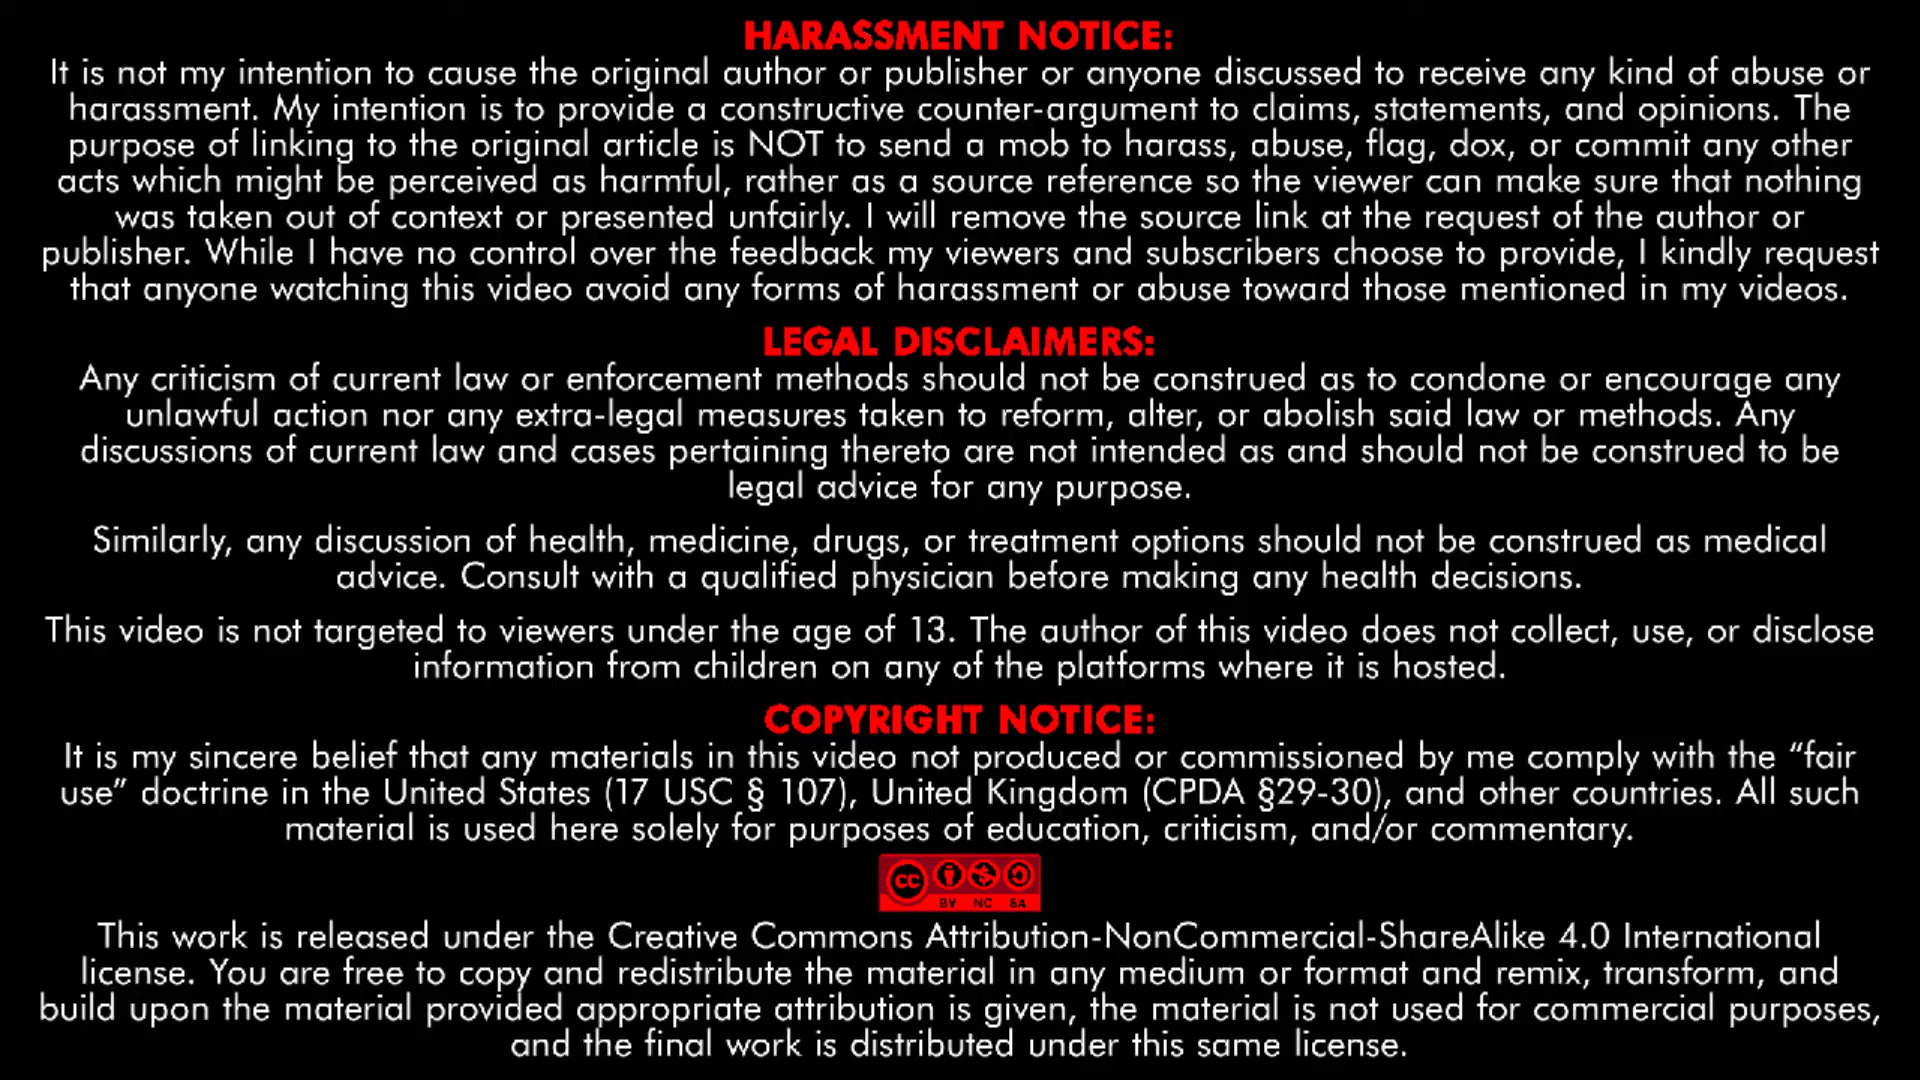 HARASSMENT NOTICE:
It is not my intention to cause the original author or publisher or anyone discussed to receive any kind of abuse or
harassment. My intention is to provide a constructive counter-argument to claims, statements, and opinions. The
purpose of linking to the original article is NOT to send a mob to harass, abuse, flag, dox, or commit any other
acts which might be perceived as harmful, rather as a source reference so the viewer can make sure that nothing
was taken out of context or presented unfairly. I will remove the source link at the request of the author or
publisher. While I have no control over the feedback my viewers and subscribers choose to provide, I kindly request
that anyone watching this video avoid any forms of harassment or abuse toward those mentioned in my videos.
LEGAL DISCLAIMERS:
Any criticism of current law or enforcement methods should not be construed as to condone or encourage any
unlawful action nor any extra-legal measures taken to reform, alter, or abolish said law or methods. Any
discussions of current law and cases pertaining thereto are not intended as and should not be construed to be
legal advice for any purpose.
Similarly, any discussion of health, medicine, drugs, or treatment options should not be construed as medical
advice. Consult with a qualified physician before making any health decisions.
This video is not targeted to viewers under the age of 13. The author of this video does not collect, use, or disclose
information from children on any of the platforms where it is hosted.
COPYRIGHT NOTICE:
It is my sincere belief that any materials in this video not produced or commissioned by me comply with the “fair
use” doctrine in the United States (17 USC § 107), United Kingdom (CPDA §29-30), and other countries. All such
material is used here solely for purposes of education, criticism, and/or commentary.
CC BY NC SA
This work is released under the Creative Commons Attribution-NonCommercial-ShareAlike 4.0 International
license. You are free to copy and redistribute the material in any medium or format and remix, transform, and
build upon the material provided appropriate attribution is given, the material is not used for commercial purposes,
and the final work is distributed under this same license.